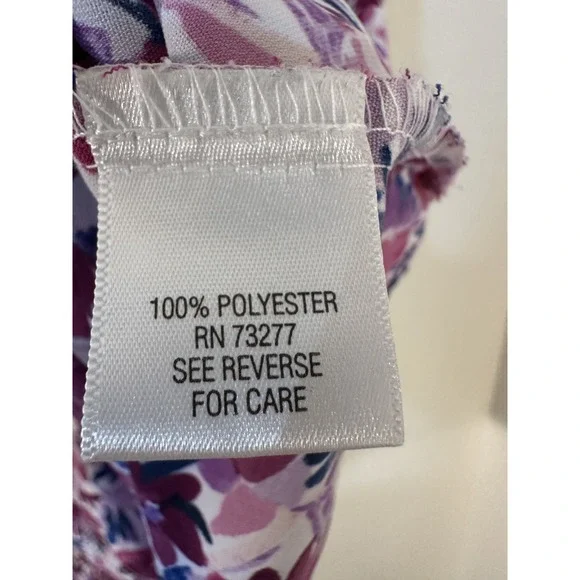 100% POLYESTER
RN 73277
SEE REVERSE
FOR CARE